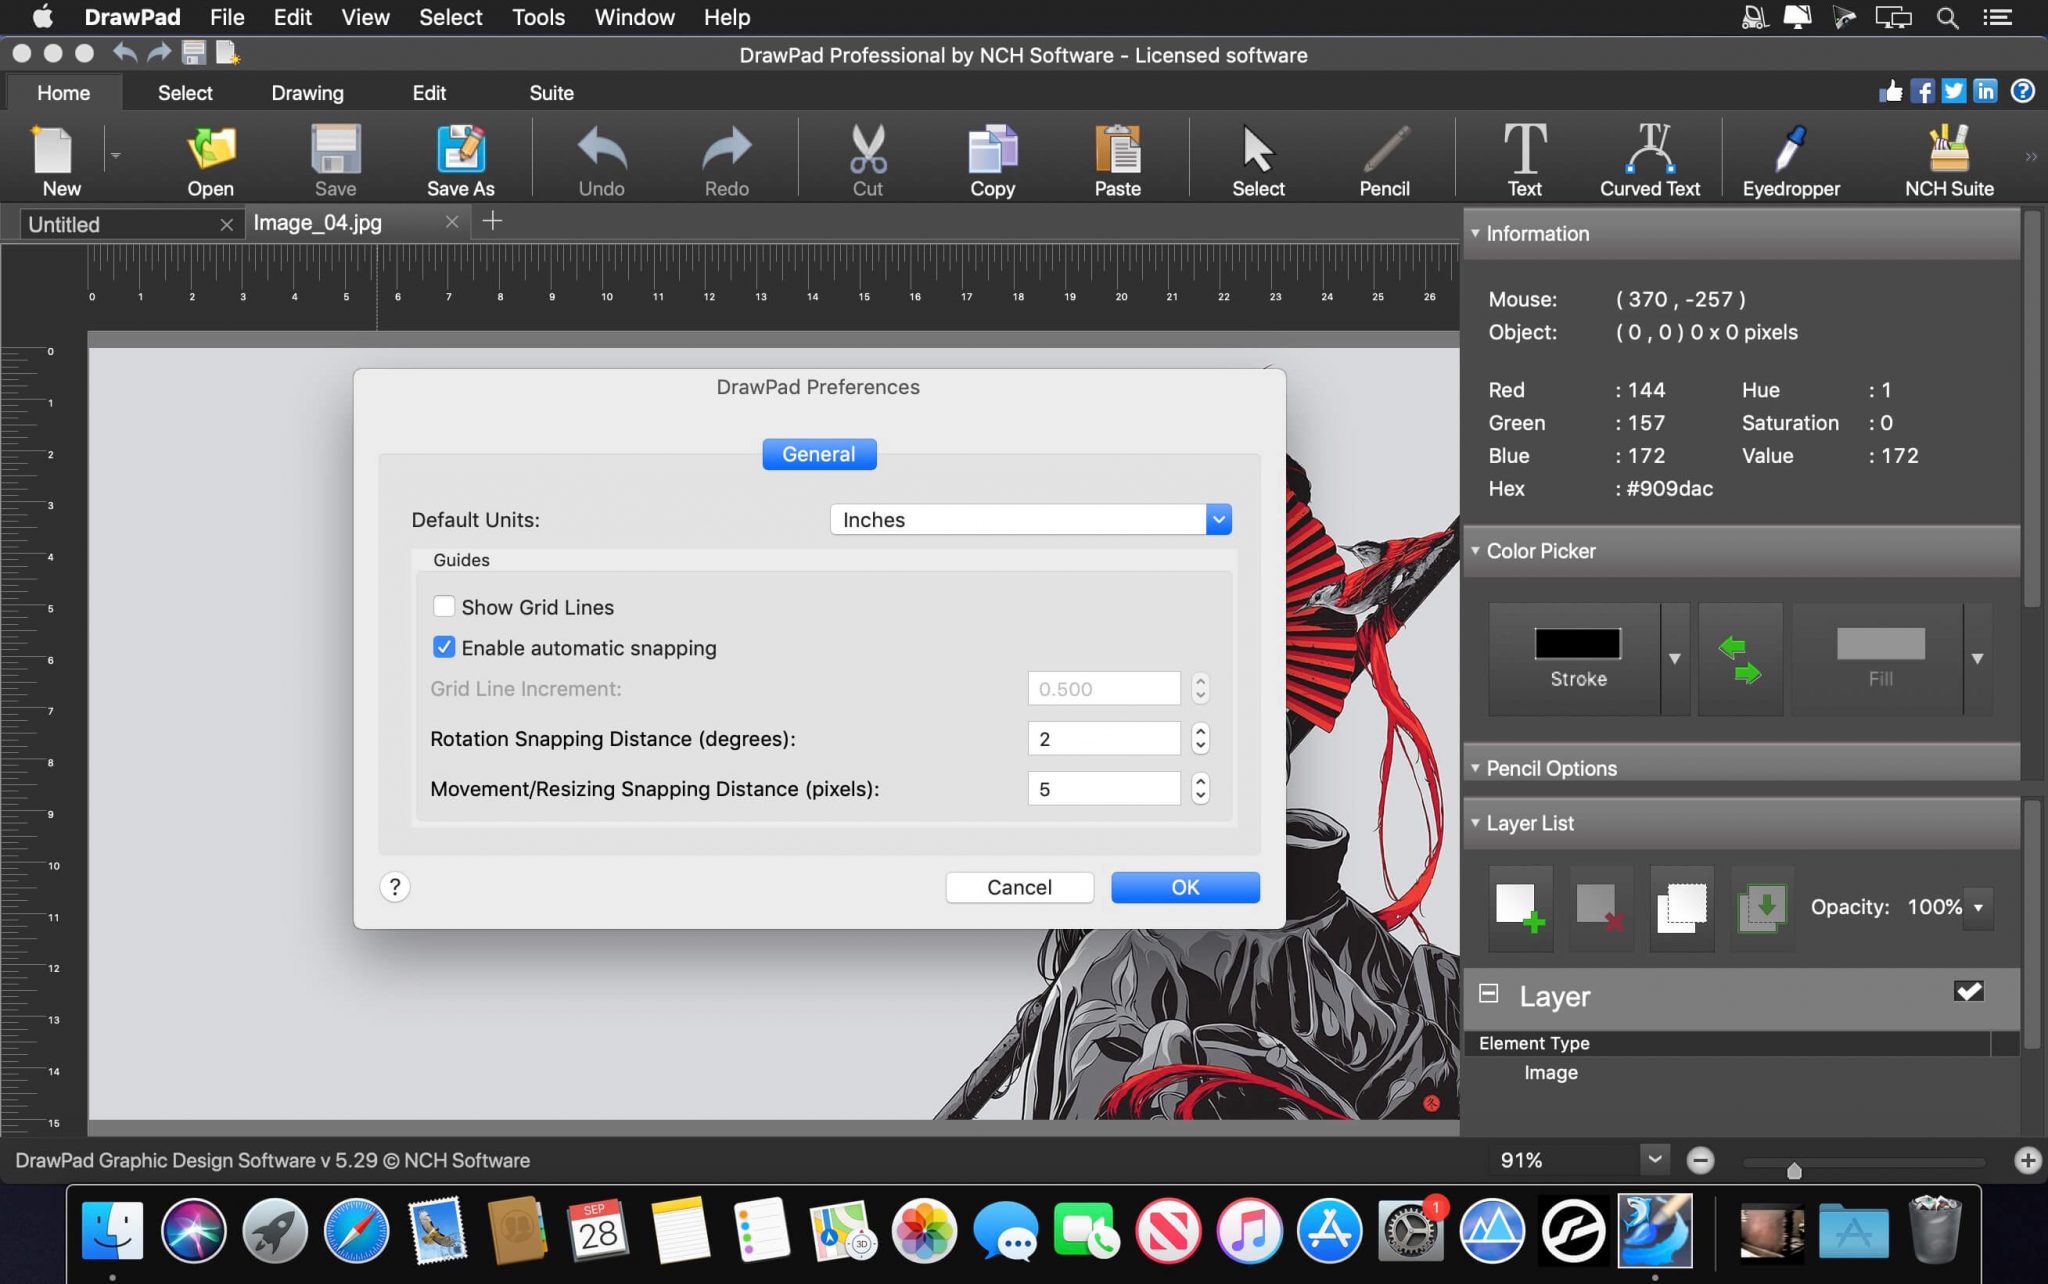 DrawPad File Edit View Select Tools Window Help
DrawPad Professional by NCH Software - Licensed software
Home Select Drawing Edit Suite
New Open Save Save As Undo Redo Cut Copy Paste Select Pencil Text Curved Text Eyedropper NCH Suite
Untitled Image_04.jpg
0 1 2 3 4 5 6 7 8 9 10 11 12 13 14 15 16 17 18 19 20 21 22 23 24 25 26
0
1
2
3
4
5
6
7
8
9
10
11
12
13
14
15
DrawPad Preferences
General
Default Units: Inches
Guides
Show Grid Lines
Enable automatic snapping
Grid Line Increment: 0.500
Rotation Snapping Distance (degrees): 2
Movement/Resizing Snapping Distance (pixels): 5
? Cancel OK
Information
Mouse: ( 370 , -257 )
Object: ( 0 , 0 ) 0 x 0 pixels
Red : 144 Hue : 1
Green : 157 Saturation : 0
Blue : 172 Value : 172
Hex : #909dac
Color Picker
Stroke Fill
Pencil Options
Layer List
Opacity: 100%
Layer
Element Type
Image
DrawPad Graphic Design Software v 5.29 © NCH Software 91%
SEP
28
3D
1